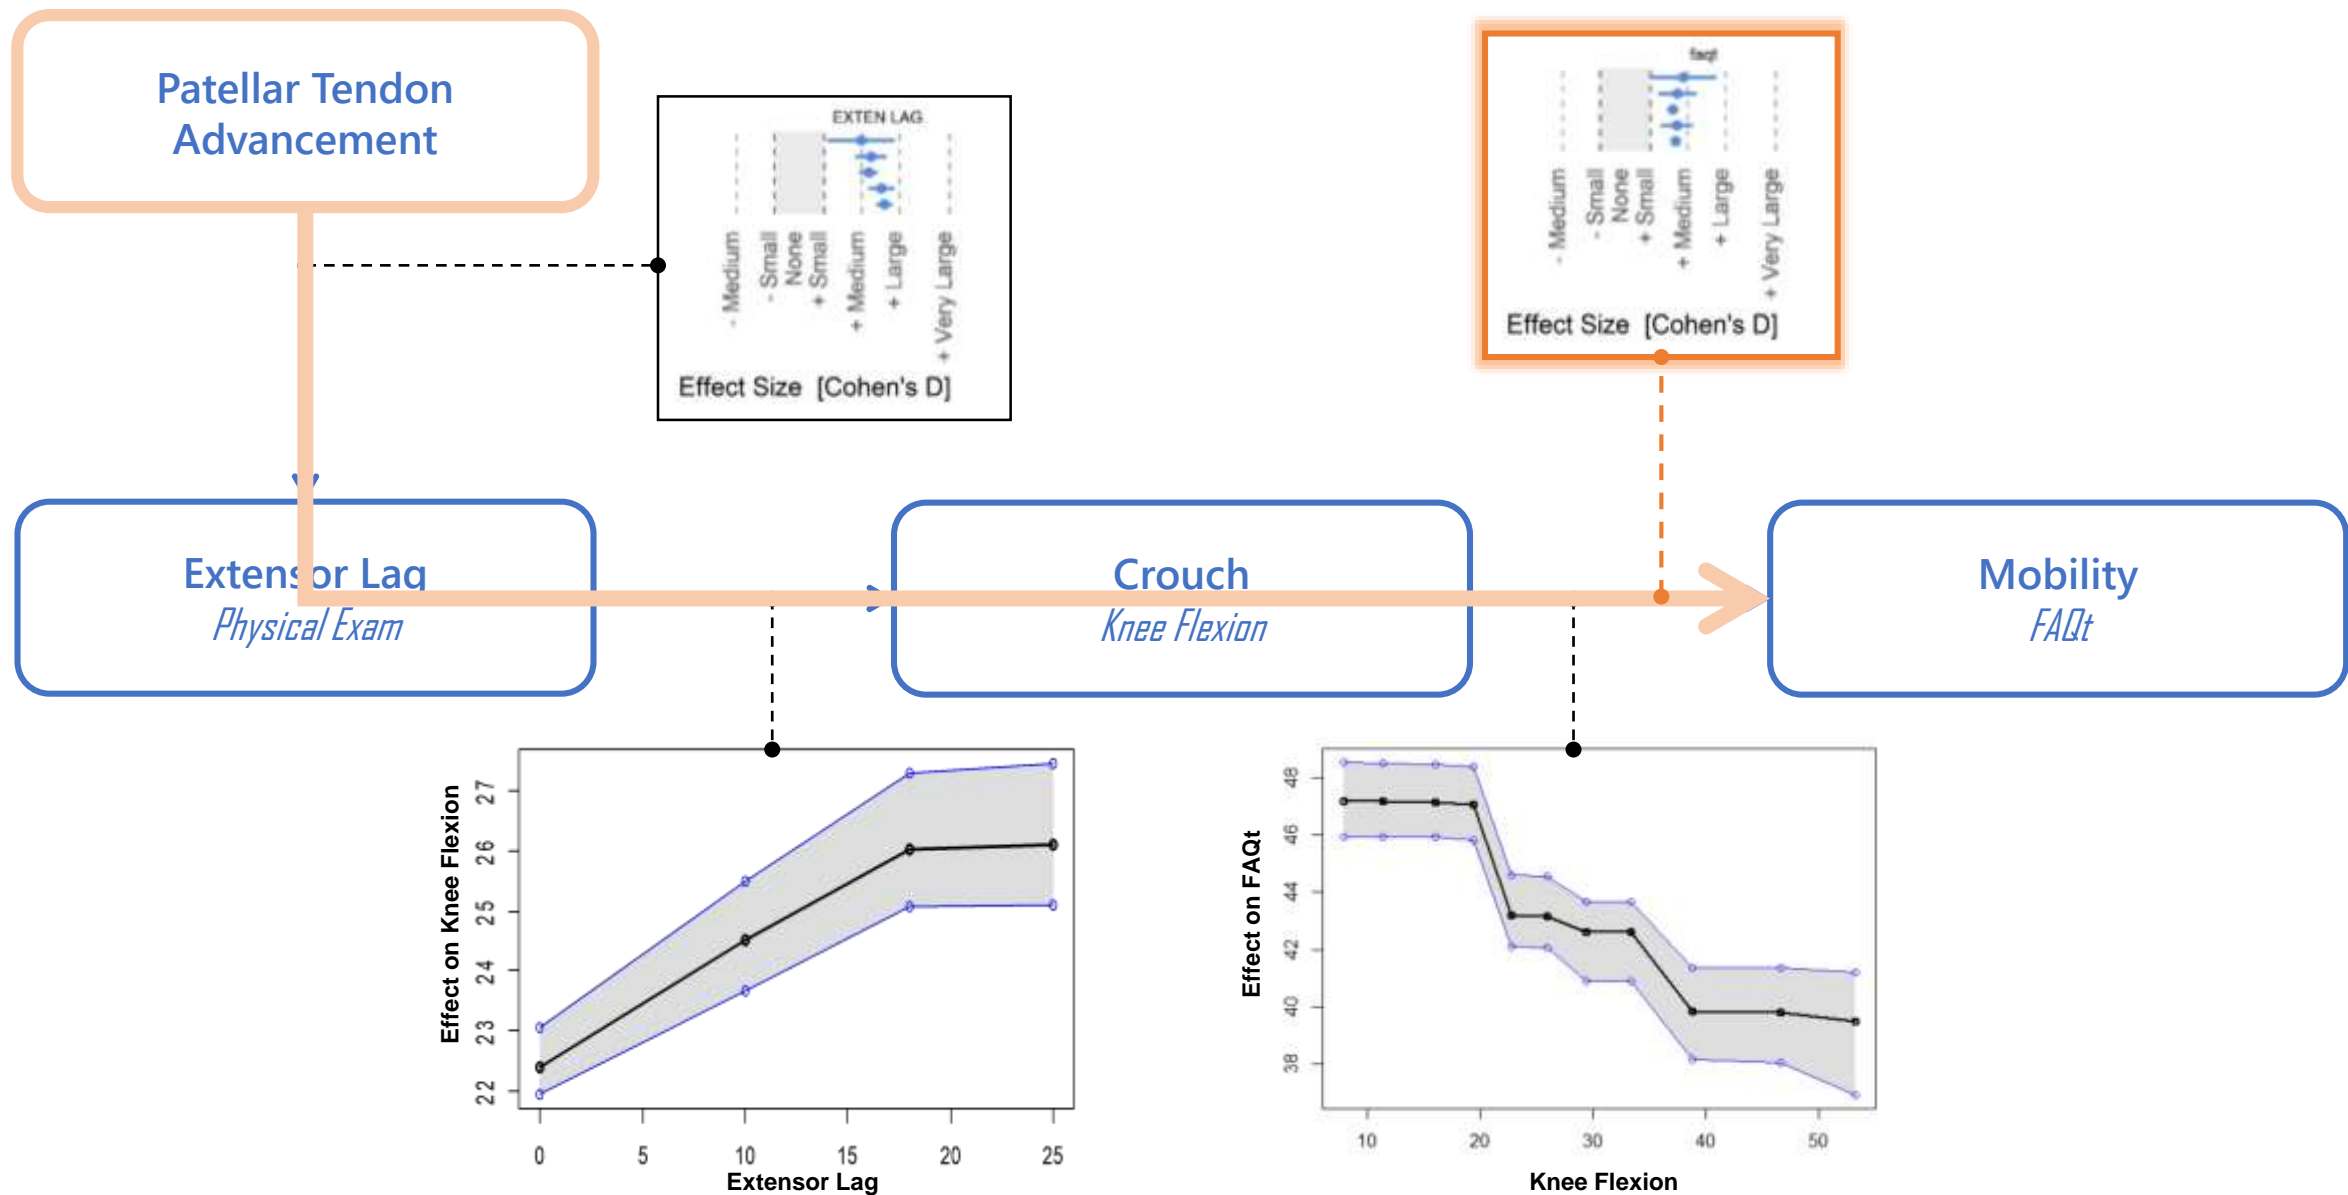 Patellar Tendon
Advancement
EXTEN LAG
- Medium
- Small
None
+ Small
+ Medium
+ Large
+ Very Large
Effect Size [Cohen's D]
faqt
- Medium
- Small
None
+ Small
+ Medium
+ Large
+ Very Large
Effect Size [Cohen's D]
Extensor Lag
Physical Exam
Crouch
Knee Flexion
Mobility
FAQt
Effect on Knee Flexion
27
26
25
24
23
22
0 5 10 15 20 25
Extensor Lag
Effect on FAQt
48
46
44
42
40
38
10 20 30 40 50
Knee Flexion